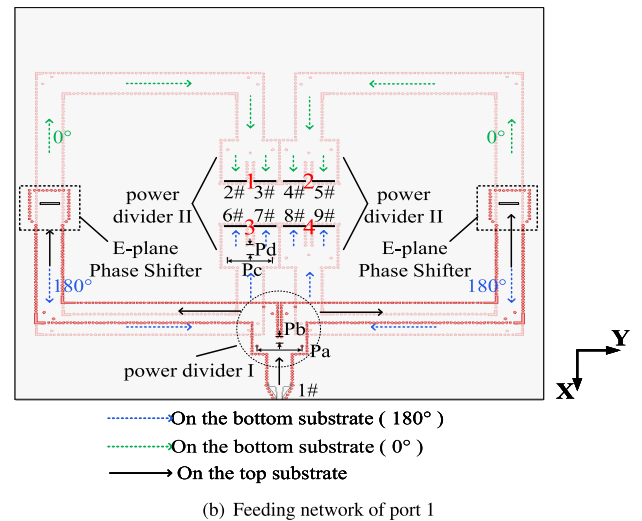 0°
0°
1 2
2# 3# 4# 5#
power
divider II
power
divider II
6# 7# 8# 9#
3 4
E-plane
Phase Shifter
E-plane
Phase Shifter
Pd
Pc
180°
180°
Pb
Pa
power divider I
1#
Y
X
On the bottom substrate ( 180° )
On the bottom substrate ( 0° )
On the top substrate
(b) Feeding network of port 1